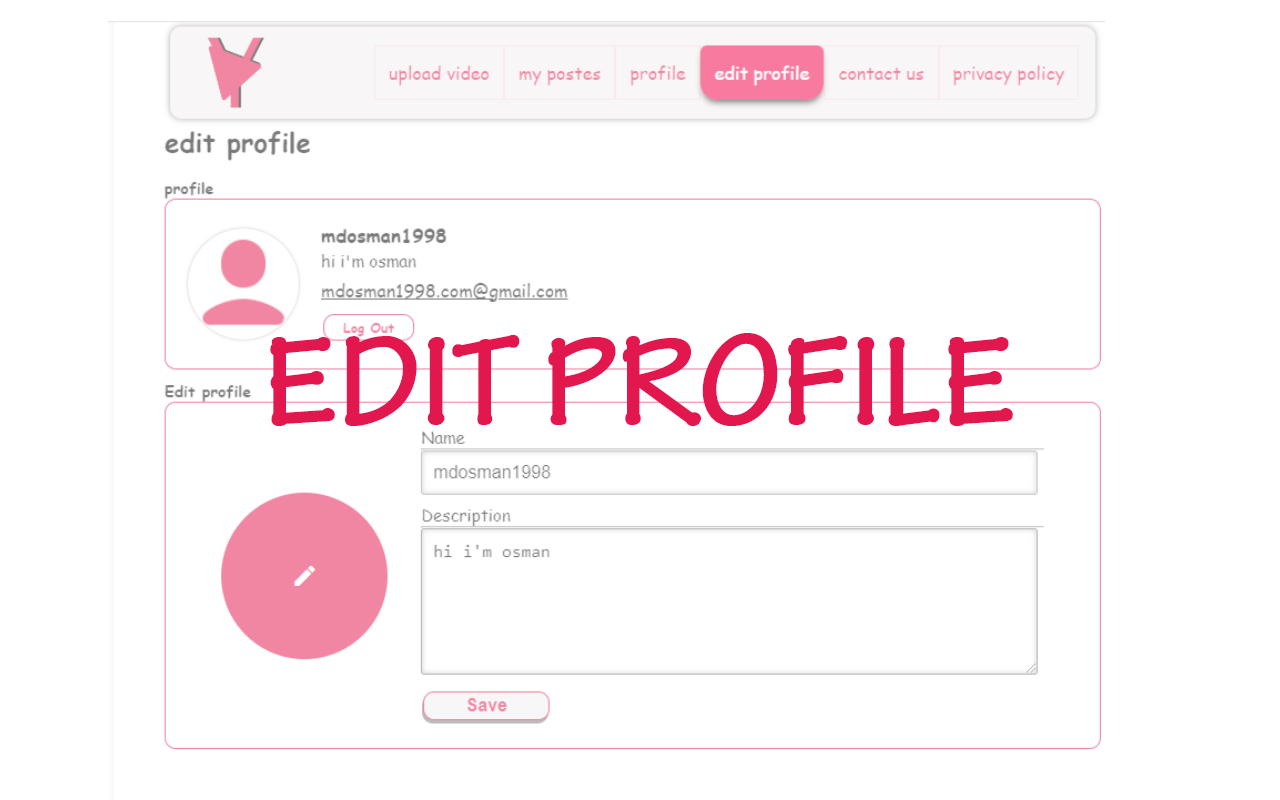 upload video my postes profile edit profile contact us privacy policy
edit profile
profile
mdosman1998
hi i'm osman
mdosman1998.com@gmail.com
Log Out
EDIT PROFILE
Edit profile
Name
mdosman1998
Description
hi i'm osman
Save